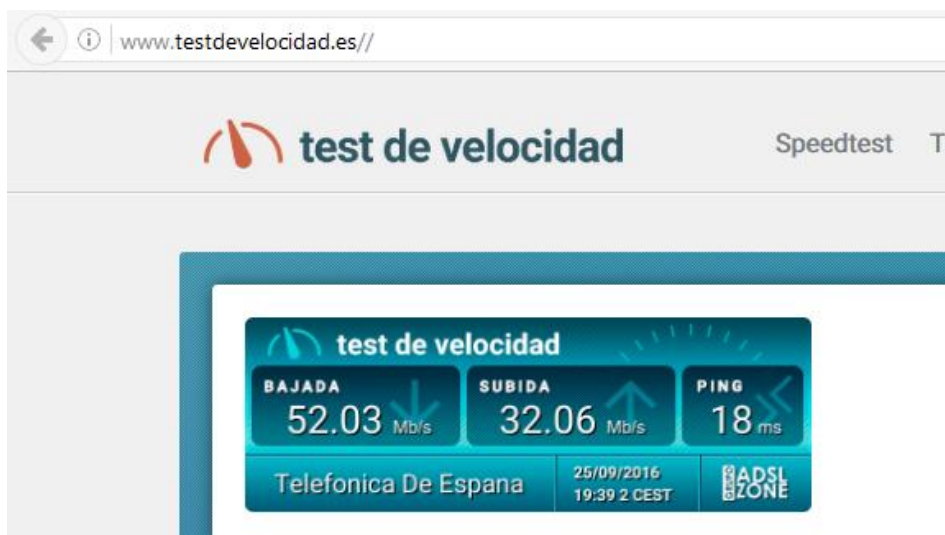 www.testdevelocidad.es//
test de velocidad Speedtest T
test de velocidad
BAJADA SUBIDA PING
52.03 Mb/s 32.06 Mb/s 18 ms
Telefonica De Espana 25/09/2016 ADSL
19:39 2 CEST ZONE